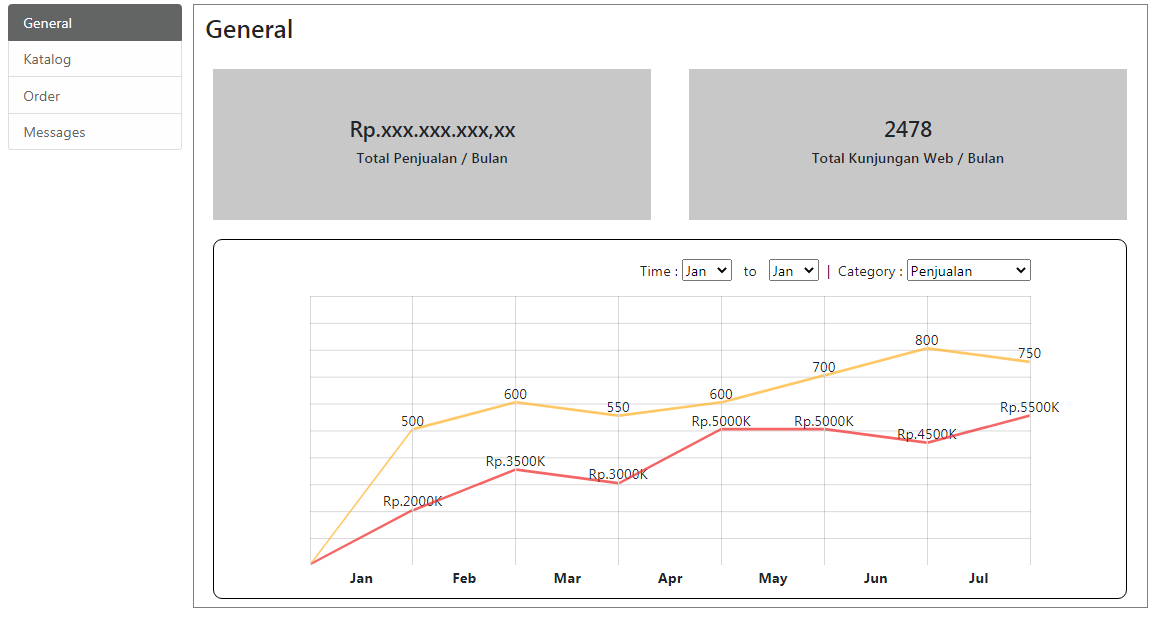 General
Katalog
Order
Messages
General
Rp.xxx.xxx.xxx,xx
Total Penjualan / Bulan
2478
Total Kunjungan Web / Bulan
Time : Jan to Jan | Category : Penjualan
800
750
700
600
600
550
500
Rp.5500K
Rp.5000K
Rp.5000K
Rp.4500K
Rp.3500K
Rp.3000K
Rp.2000K
Jan Feb Mar Apr May Jun Jul